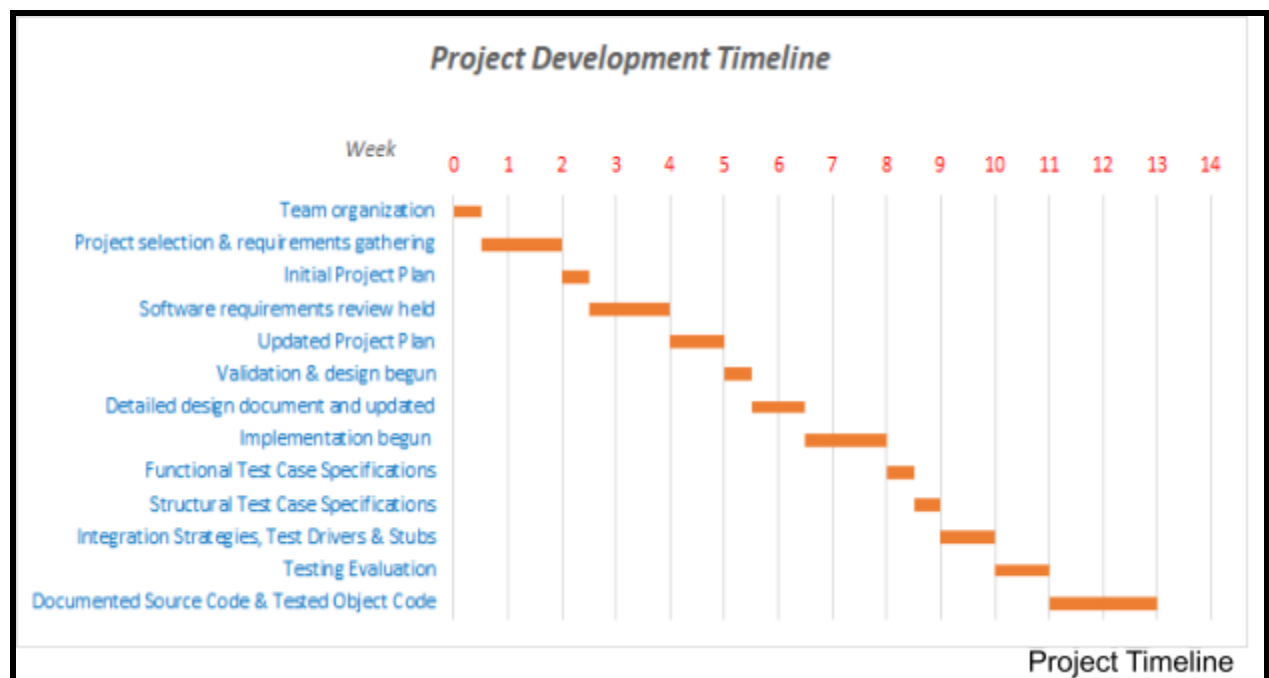 Project Development Timeline
Week
0 1 2 3 4 5 6 7 8 9 10 11 12 13 14
Team organization
Project selection & requirements gathering
Initial Project Plan
Software requirements review held
Updated Project Plan
Validation & design begun
Detailed design document and updated
Implementation begun
Functional Test Case Specifications
Structural Test Case Specifications
Integration Strategies, Test Drivers & Stubs
Testing Evaluation
Documented Source Code & Tested Object Code
Project Timeline